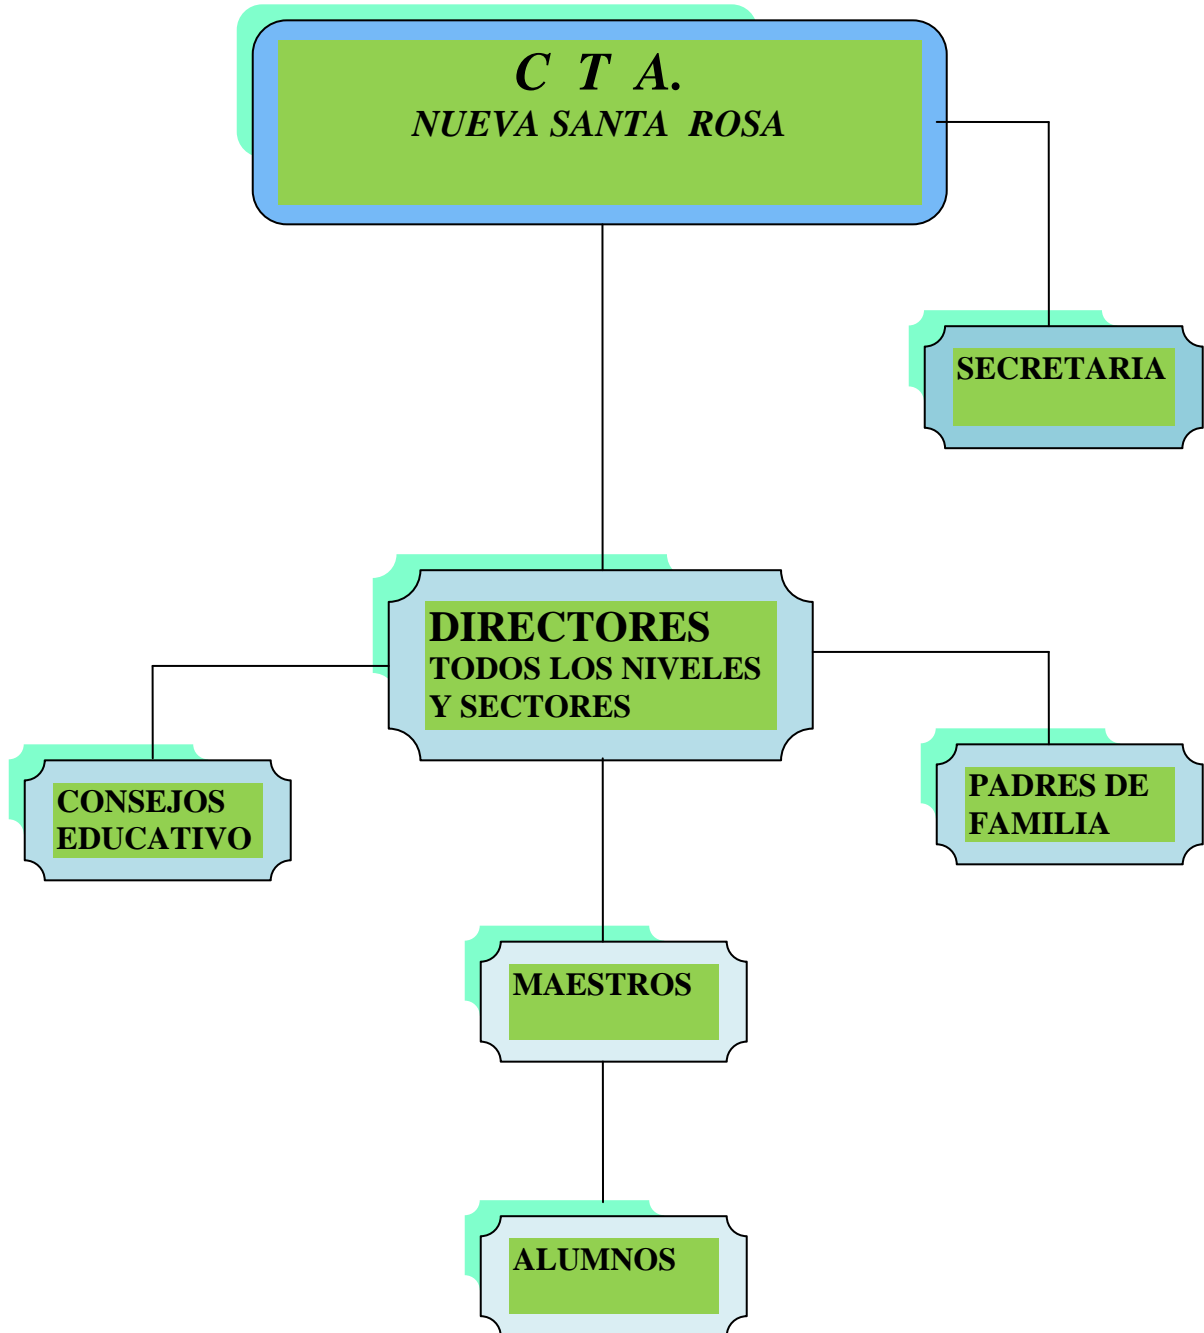 C T A.
NUEVA SANTA ROSA
SECRETARIA
DIRECTORES
TODOS LOS NIVELES
Y SECTORES
CONSEJOS
EDUCATIVO
PADRES DE
FAMILIA
MAESTROS
ALUMNOS